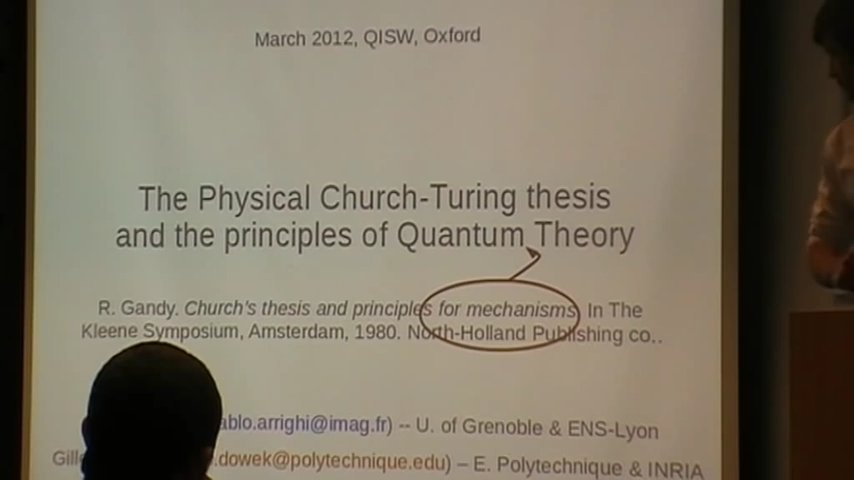 March 2012, QISW, Oxford
The Physical Church-Turing thesis
and the principles of Quantum Theory
R. Gandy. Church's thesis and principles for mechanisms. In The
Kleene Symposium, Amsterdam, 1980. North-Holland Publishing co..
ablo.arrighi@imag.fr) -- U. of Grenoble & ENS-Lyon
Gill .dowek@polytechnique.edu) – E. Polytechnique & INRIA